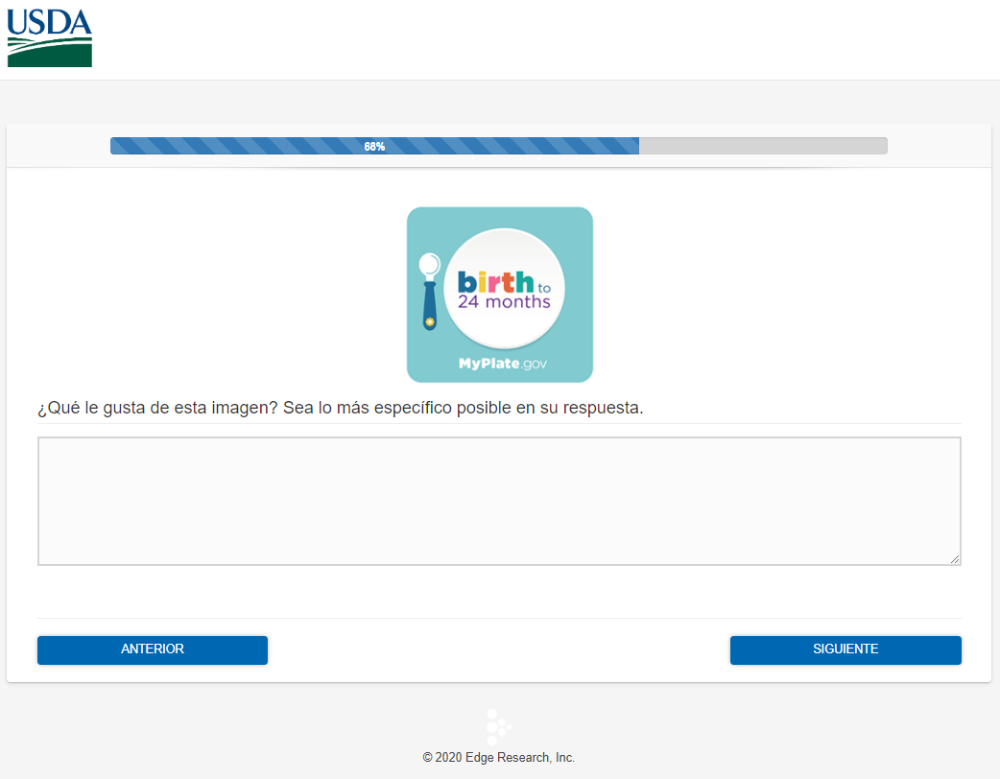 USDA
68%
birth to
24 months
MyPlate.gov
¿Qué le gusta de esta imagen? Sea lo más específico posible en su respuesta.
ANTERIOR
SIGUIENTE
© 2020 Edge Research, Inc.